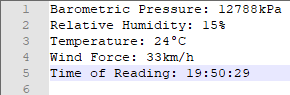 1 Barometric Pressure: 12788kPa
2 Relative Humidity: 15%
3 Temperature: 24°C
4 Wind Force: 33km/h
5 Time of Reading: 19:50:29
6